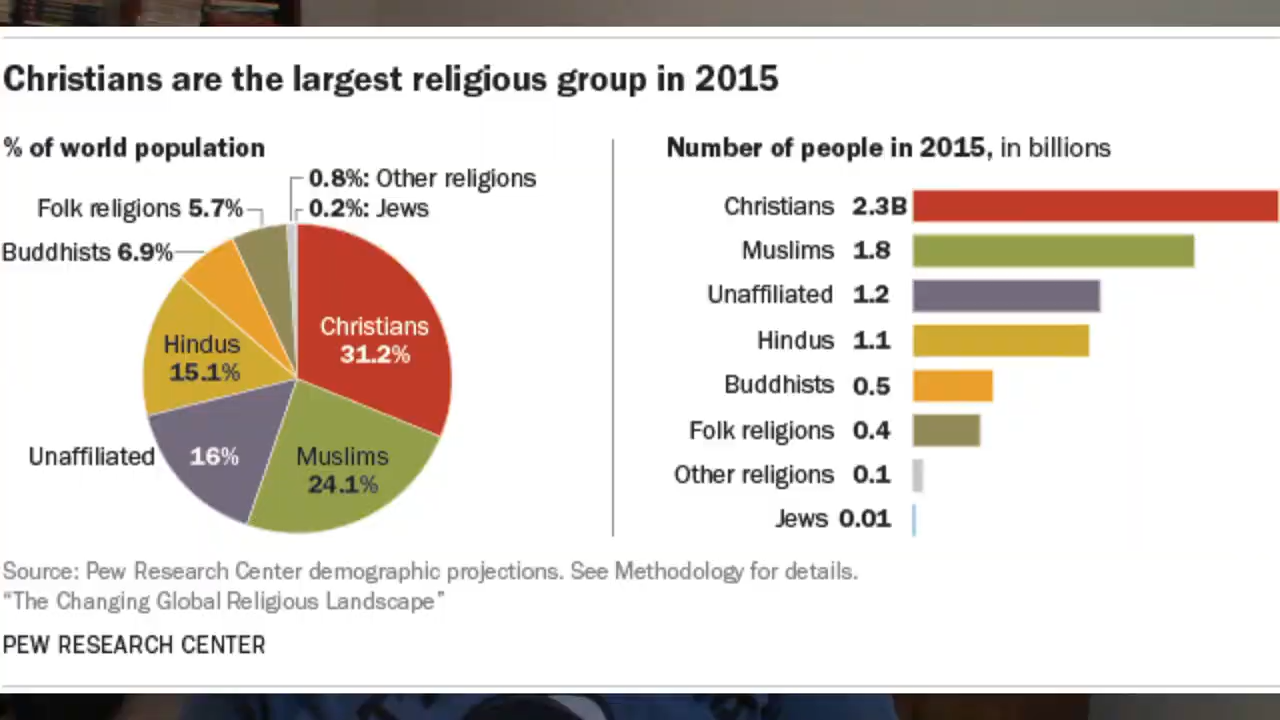 Christians are the largest religious group in 2015
% of world population
0.8%: Other religions
Folk religions 5.7%
0.2%: Jews
Buddhists 6.9%
Christians
31.2%
Hindus
15.1%
Unaffiliated 16%
Muslims
24.1%
Number of people in 2015, in billions
Christians 2.3B
Muslims 1.8
Unaffiliated 1.2
Hindus 1.1
Buddhists 0.5
Folk religions 0.4
Other religions 0.1
Jews 0.01
Source: Pew Research Center demographic projections. See Methodology for details.
“The Changing Global Religious Landscape”
PEW RESEARCH CENTER